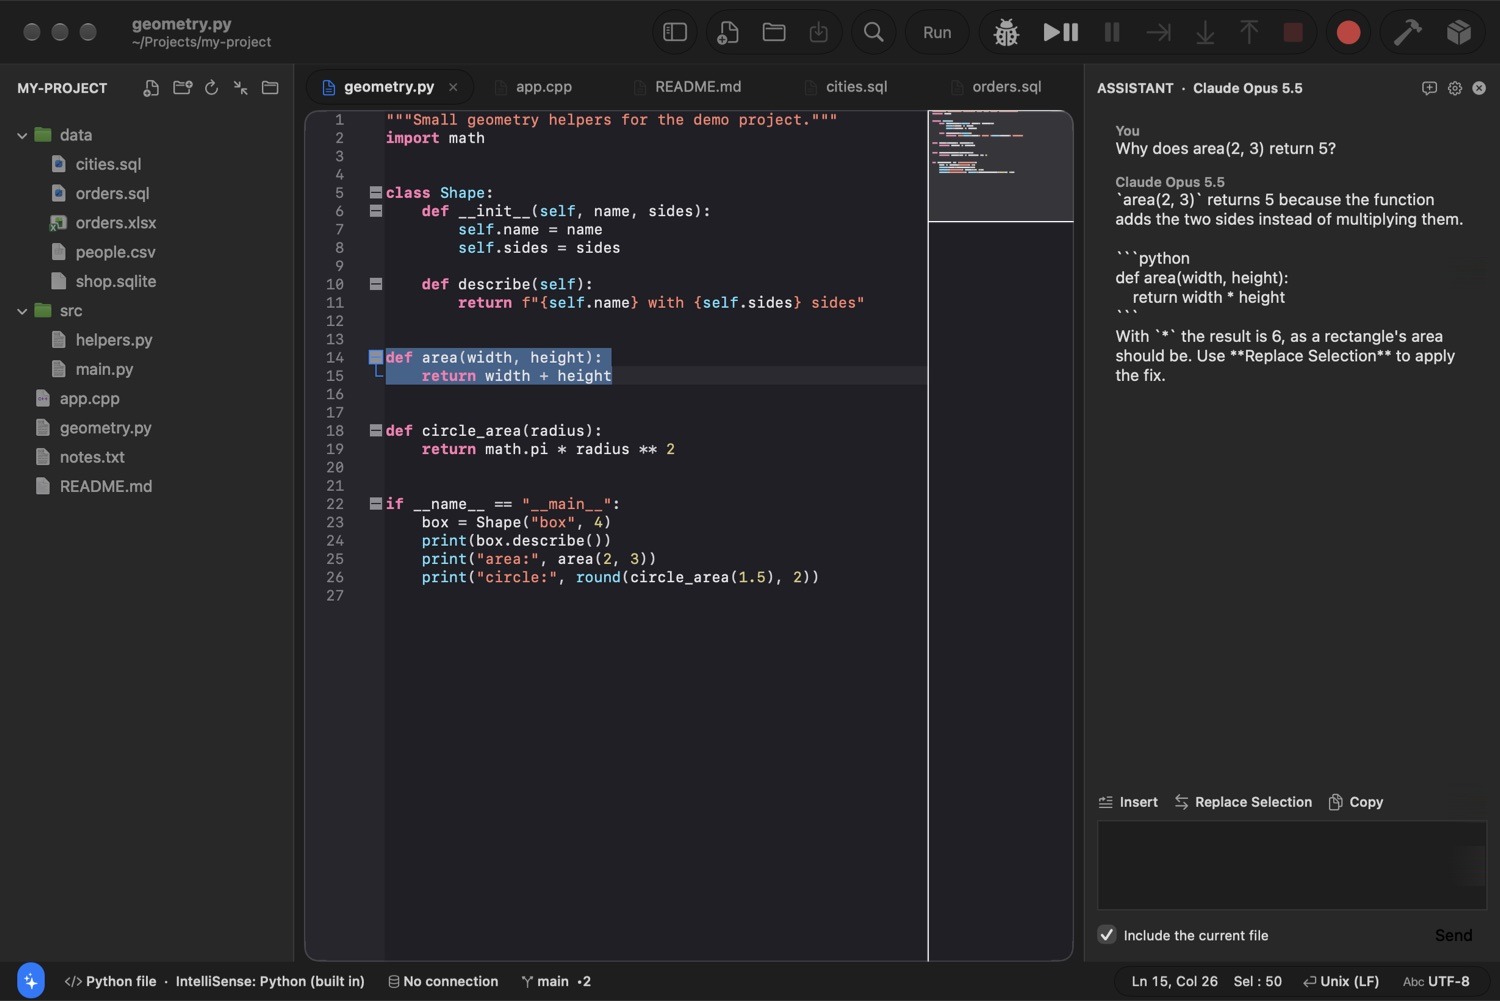 geometry.py
~/Projects/my-project
Run
MY-PROJECT
data
cities.sql
orders.sql
orders.xlsx
people.csv
shop.sqlite
src
helpers.py
main.py
app.cpp
geometry.py
notes.txt
README.md
geometry.py
app.cpp
README.md
cities.sql
orders.sql
1 """Small geometry helpers for the demo project."""
2 import math
3
4
5 class Shape:
6     def __init__(self, name, sides):
7         self.name = name
8         self.sides = sides
9
10     def describe(self):
11         return f"{self.name} with {self.sides} sides"
12
13
14 def area(width, height):
15     return width + height
16
17
18 def circle_area(radius):
19     return math.pi * radius ** 2
20
21
22 if __name__ == "__main__":
23     box = Shape("box", 4)
24     print(box.describe())
25     print("area:", area(2, 3))
26     print("circle:", round(circle_area(1.5), 2))
27
ASSISTANT · Claude Opus 5.5
You
Why does area(2, 3) return 5?
Claude Opus 5.5
`area(2, 3)` returns 5 because the function
adds the two sides instead of multiplying them.
```python
def area(width, height):
    return width * height
```
With `*` the result is 6, as a rectangle's area
should be. Use **Replace Selection** to apply
the fix.
Insert
Replace Selection
Copy
Include the current file
Send
</> Python file · IntelliSense: Python (built in)
No connection
main •2
Ln 15, Col 26
Sel : 50
Unix (LF)
Abc UTF-8